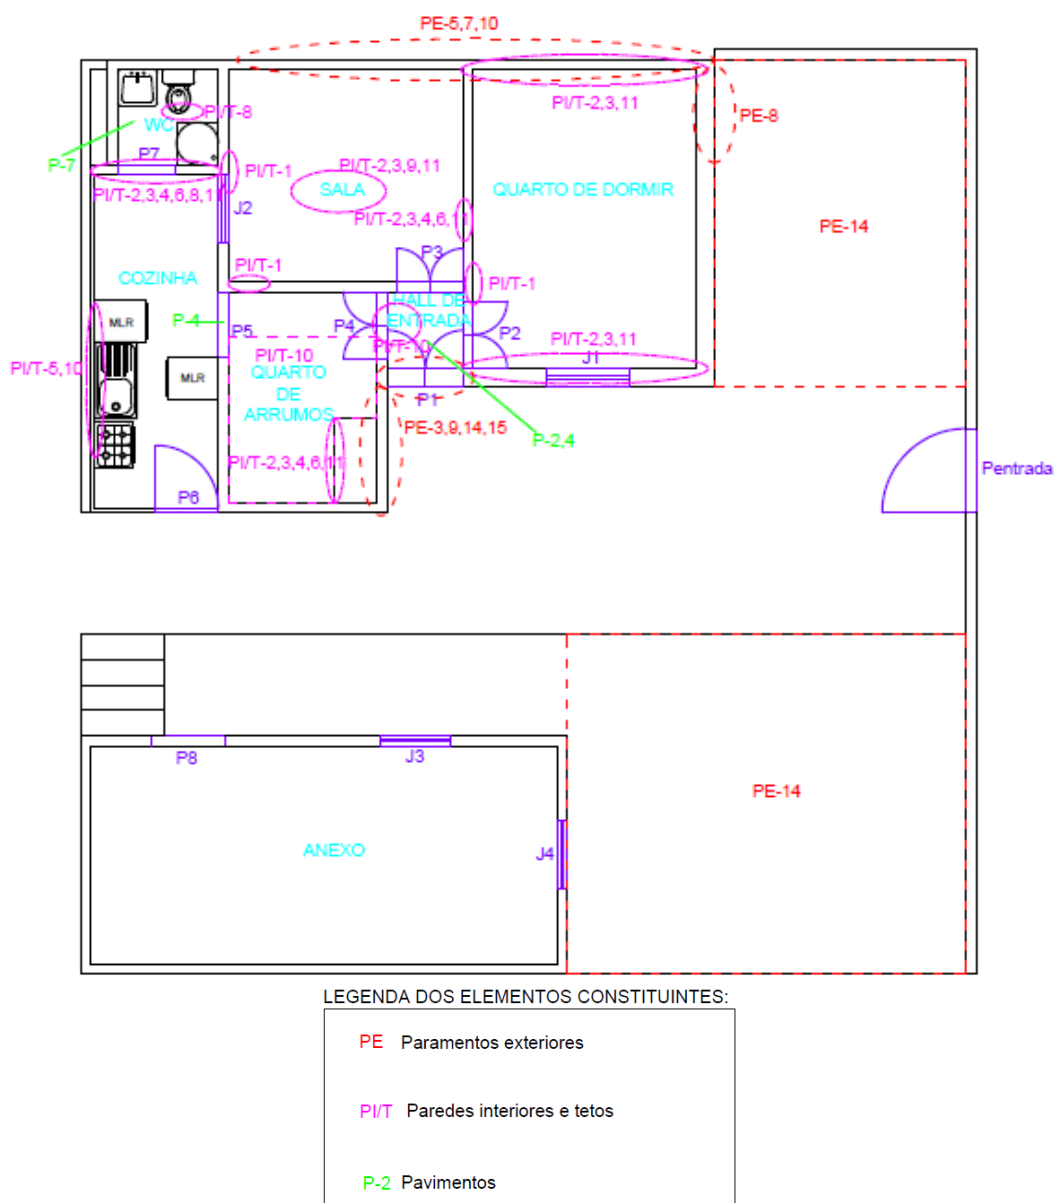 PE-5,7,10
PI/T-2,3,11
PE-8
PI/T-8
WC
P-7
P7
PI/T-1
PI/T-2,3,9,11
SALA
QUARTO DE DORMIR
PI/T-2,3,4,6,8,11
J2
PI/T-2,3,4,6,11
PE-14
P3
PI/T-1
COZINHA
PI/T-1
HALL DE
ENTRADA
MLR
P-4
P5
P4
P2
PI/T-10
PI/T-10
PI/T-2,3,11
J1
PI/T-5,10
MLR
QUARTO
DE
ARRUMOS
P1
PE-3,9,14,15
P-2,4
PI/T-2,3,4,6,11
Pentrada
P6
P8
J3
PE-14
ANEXO
J4
LEGENDA DOS ELEMENTOS CONSTITUINTES:
PE Paramentos exteriores
PI/T Paredes interiores e tetos
P-2 Pavimentos